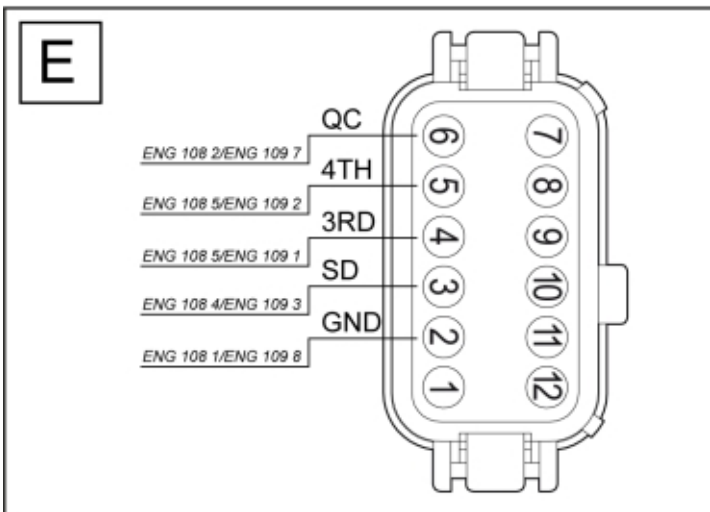 E
QC
ENG 108 2/ENG 109 7
4TH
ENG 108 5/ENG 109 2
3RD
ENG 108 5/ENG 109 1
SD
ENG 108 4/ENG 109 3
GND
ENG 108 1/ENG 109 8
6 7
5 8
4 9
3 10
2 11
1 12